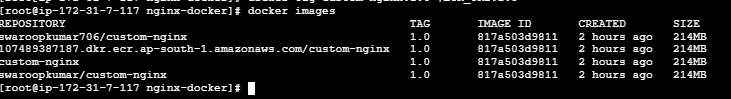 [root@ip-172-31-7-117 nginx-docker]# docker images
REPOSITORY TAG IMAGE ID CREATED SIZE
swaroopkumar706/custom-nginx 1.0 817a503d9811 2 hours ago 214MB
107489387187.dkr.ecr.ap-south-1.amazonaws.com/custom-nginx 1.0 817a503d9811 2 hours ago 214MB
custom-nginx 1.0 817a503d9811 2 hours ago 214MB
swaroopkumar/custom-nginx 1.0 817a503d9811 2 hours ago 214MB
[root@ip-172-31-7-117 nginx-docker]#